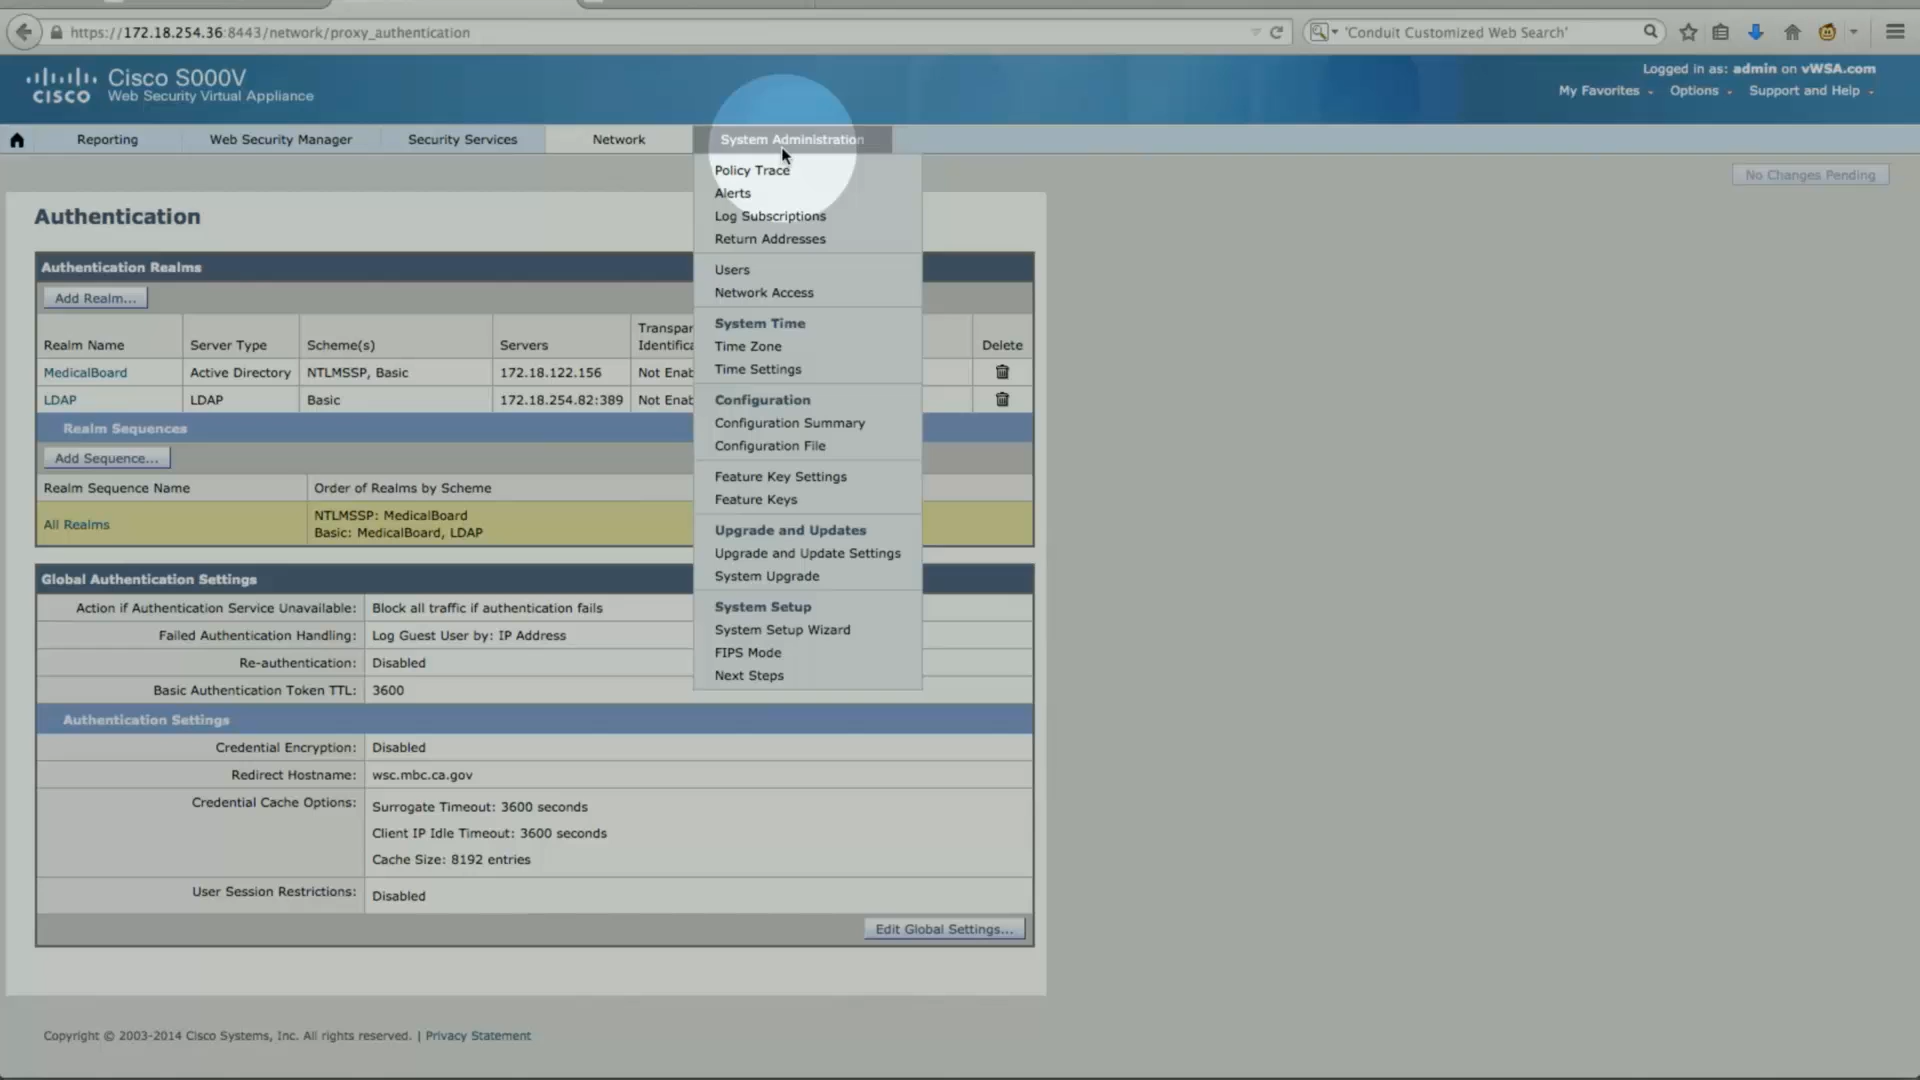 https://172.18.254.36:8443/network/proxy_authentication
'Conduit Customized Web Search'
CISCO
Cisco S000V
Web Security Virtual Appliance
Logged in as: admin on vWSA.com
My Favorites
Options
Support and Help
Reporting
Web Security Manager
Security Services
Network
System Administration
No Changes Pending
Policy Trace
Alerts
Log Subscriptions
Return Addresses
Users
Network Access
System Time
Time Zone
Time Settings
Configuration
Configuration Summary
Configuration File
Feature Key Settings
Feature Keys
Upgrade and Updates
Upgrade and Update Settings
System Upgrade
System Setup
System Setup Wizard
FIPS Mode
Next Steps
Authentication
Authentication Realms
Add Realm...
Realm Name Server Type Scheme(s) Servers Delete
MedicalBoard Active Directory NTLMSSP, Basic 172.18.122.156 Not
LDAP LDAP Basic 172.18.254.82:389 Not
Realm Sequences
Add Sequence...
Realm Sequence Name Order of Realms by Scheme
All Realms
NTLMSSP: MedicalBoard
Basic: MedicalBoard, LDAP
Global Authentication Settings
Action if Authentication Service Unavailable: Block all traffic if authentication fails
Failed Authentication Handling: Log Guest User by: IP Address
Re-authentication: Disabled
Basic Authentication Token TTL: 3600
Authentication Settings
Credential Encryption: Disabled
Redirect Hostname: wsc.mbc.ca.gov
Credential Cache Options: Surrogate Timeout: 3600 seconds
Client IP Idle Timeout: 3600 seconds
Cache Size: 8192 entries
User Session Restrictions: Disabled
Edit Global Settings...
Copyright © 2003-2014 Cisco Systems, Inc. All rights reserved. | Privacy Statement